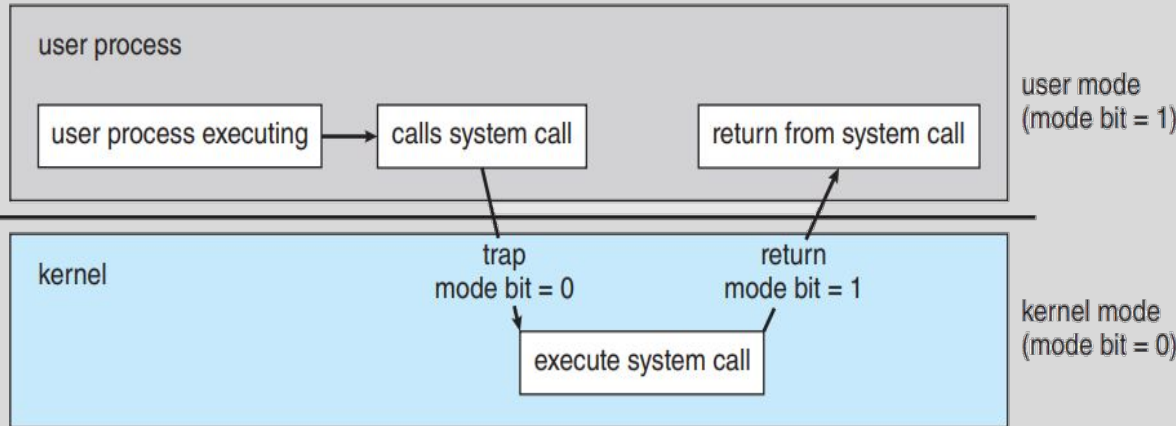 user process
user process executing
calls system call
return from system call
user mode
(mode bit = 1)
kernel
trap
mode bit = 0
return
mode bit = 1
execute system call
kernel mode
(mode bit = 0)